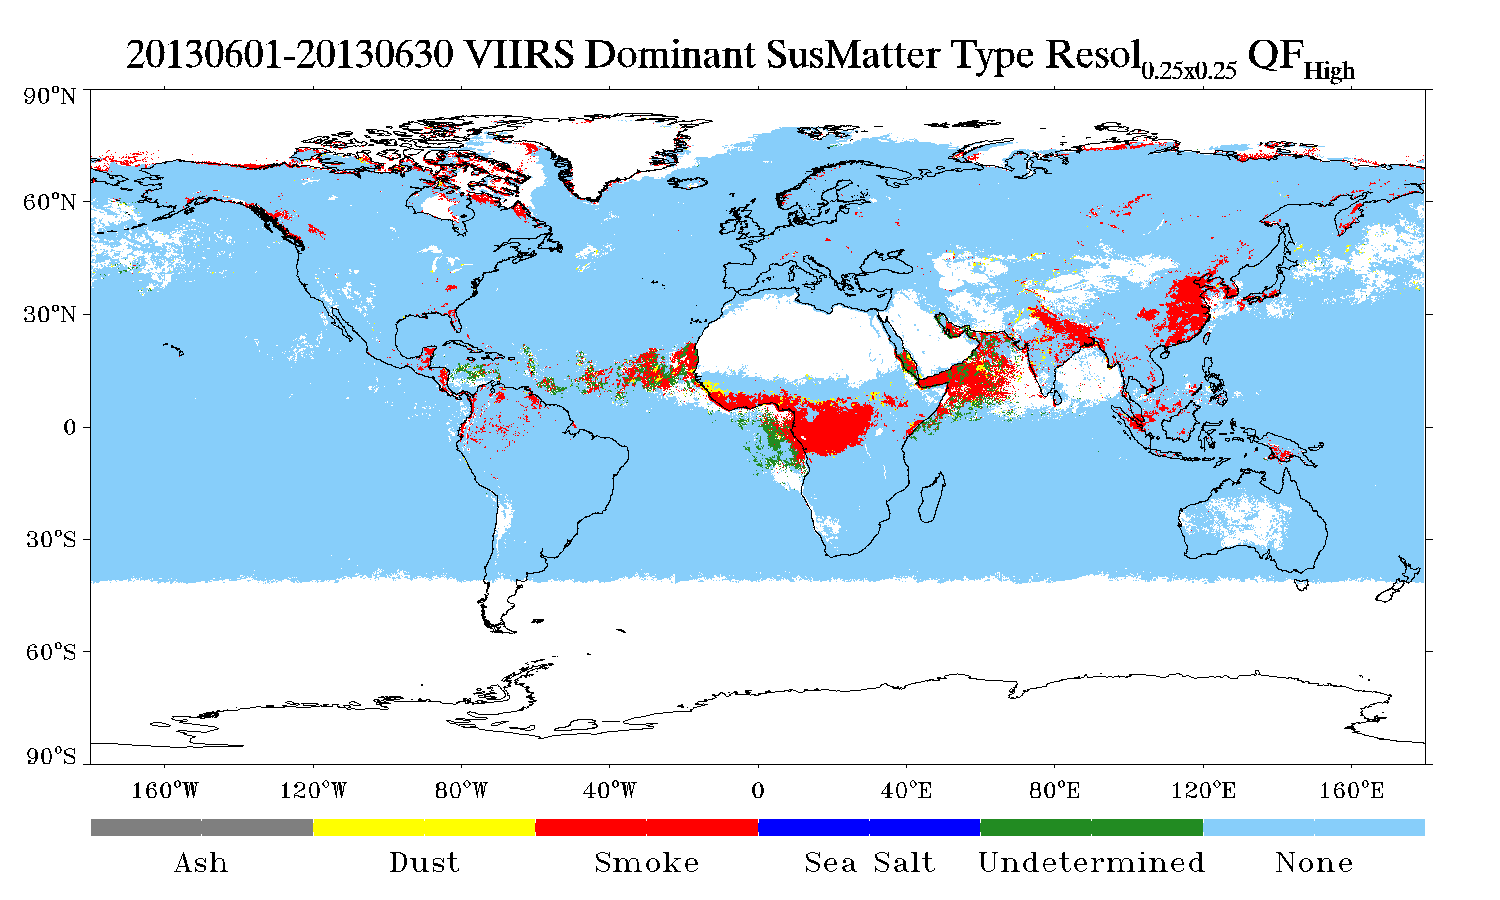 20130601-20130630 VIIRS Dominant SusMatter Type Resol0.25x0.25 QFHigh
90°N
60°N
30°N
0
30°S
60°S
90°S
160°W 120°W 80°W 40°W 0 40°E 80°E 120°E 160°E
Ash Dust Smoke Sea Salt Undetermined None